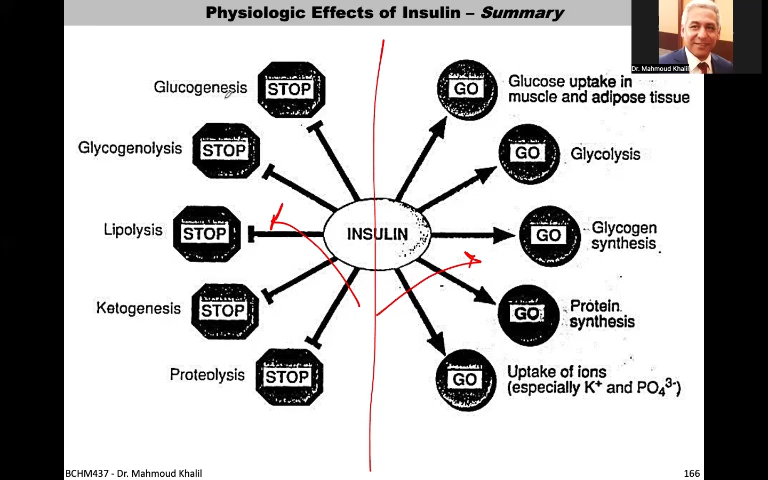 Physiologic Effects of Insulin – Summary
Dr. Mahmoud Khalil
Glucogenesis
STOP
GO
Glucose uptake in
muscle and adipose tissue
Glycogenolysis
STOP
GO
Glycolysis
Lipolysis
STOP
INSULIN
GO
Glycogen
synthesis
Ketogenesis
STOP
GO
Protein
synthesis
Proteolysis
STOP
GO
Uptake of ions
(especially K⁺ and PO₄³⁻)
BCHM437 - Dr. Mahmoud Khalil
166